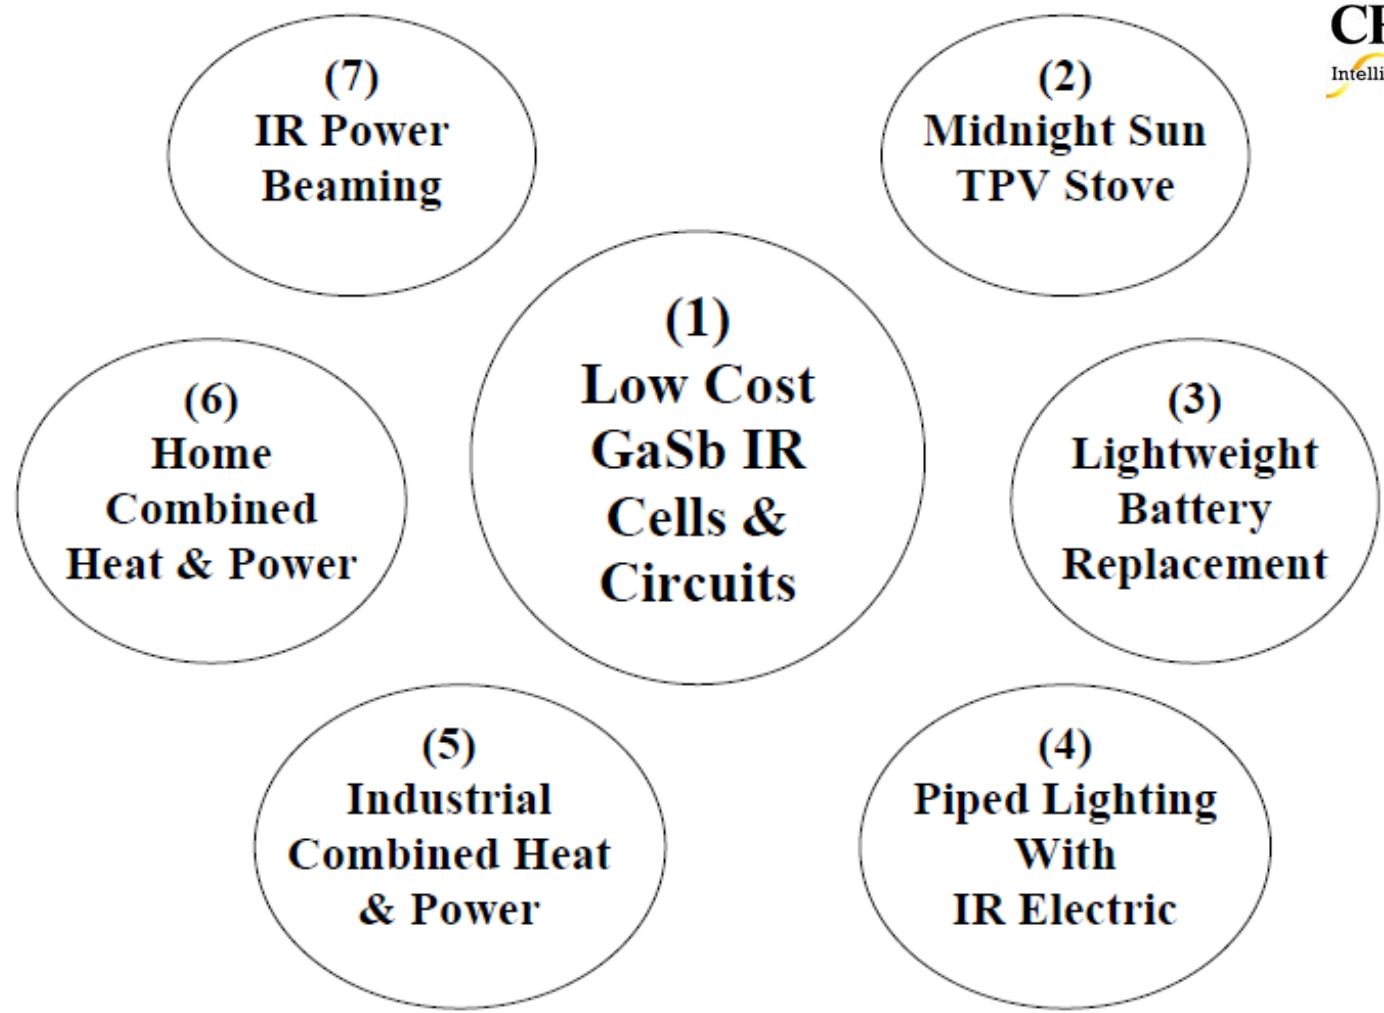 (1)
Low Cost
GaSb IR
Cells &
Circuits
(2)
Midnight Sun
TPV Stove
(3)
Lightweight
Battery
Replacement
(4)
Piped Lighting
With
IR Electric
(5)
Industrial
Combined Heat
& Power
(6)
Home
Combined
Heat & Power
(7)
IR Power
Beaming